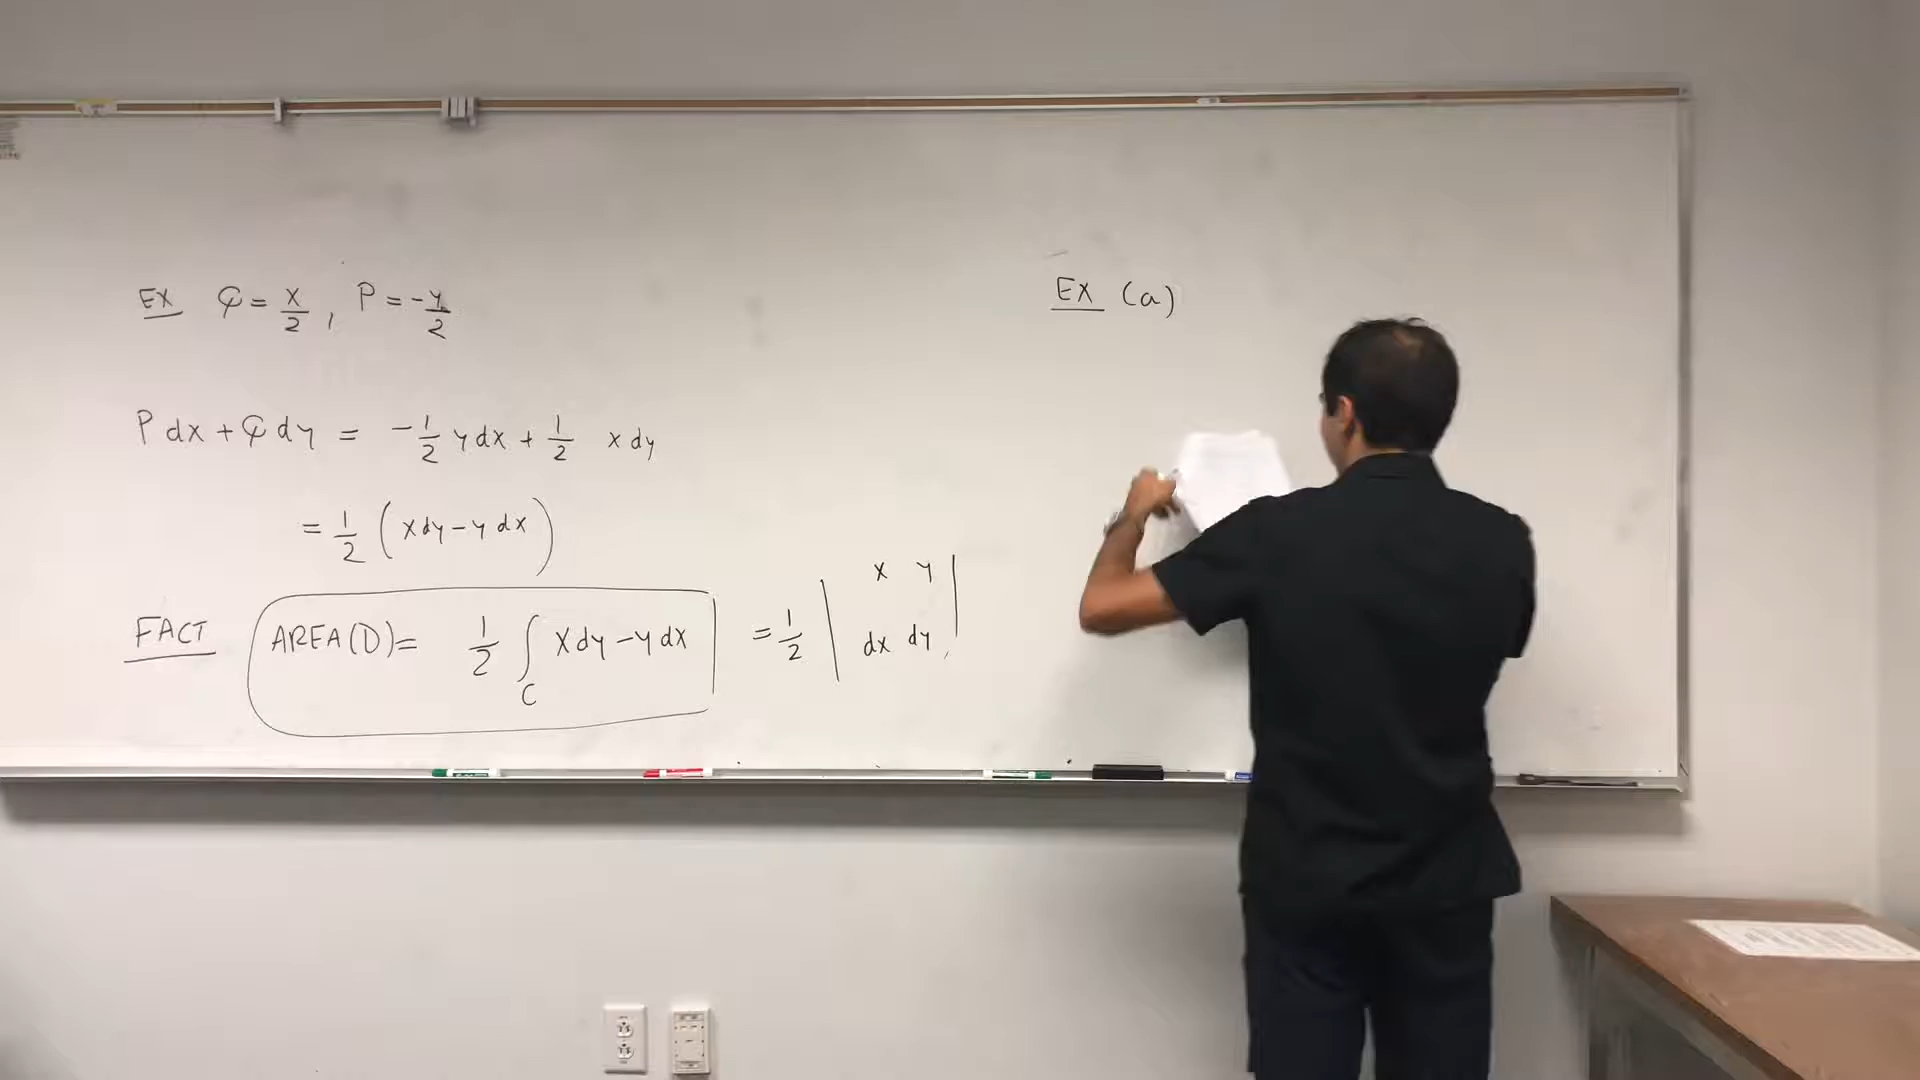 EX Q = x/2 , P = -y/2
P dx + Q dy = -1/2 y dx + 1/2 x dy
= 1/2 (x dy - y dx)
FACT AREA(D) = 1/2 ∫_C x dy - y dx = 1/2 | x y |
| dx dy |
EX (a)